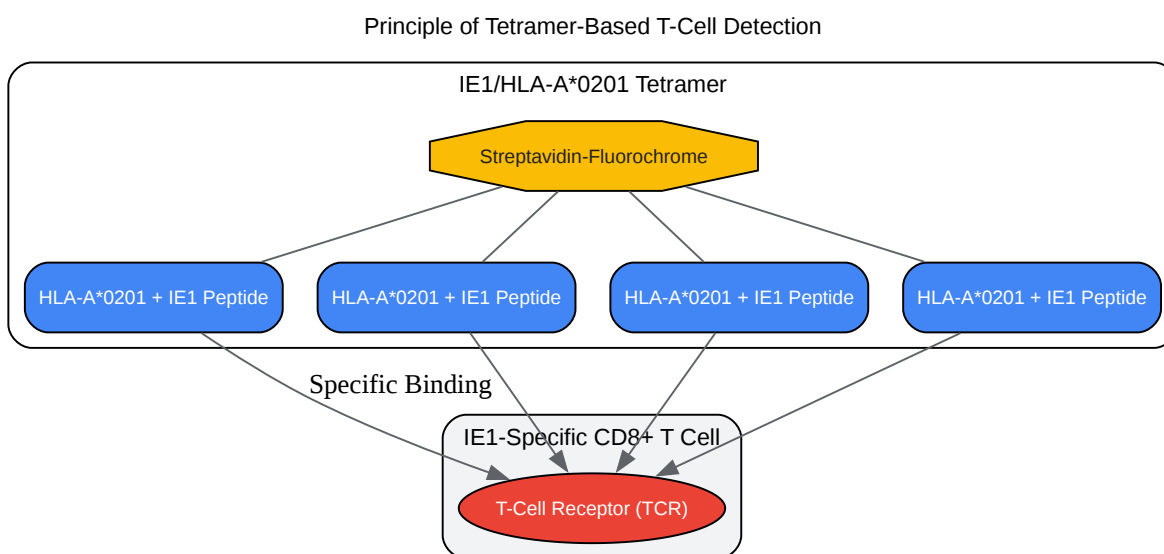 Principle of Tetramer-Based T-Cell Detection
IE1/HLA-A*0201 Tetramer
Streptavidin-Fluorochrome
HLA-A*0201 + IE1 Peptide
HLA-A*0201 + IE1 Peptide
HLA-A*0201 + IE1 Peptide
HLA-A*0201 + IE1 Peptide
Specific Binding
IE1-Specific CD8+ T Cell
T-Cell Receptor (TCR)